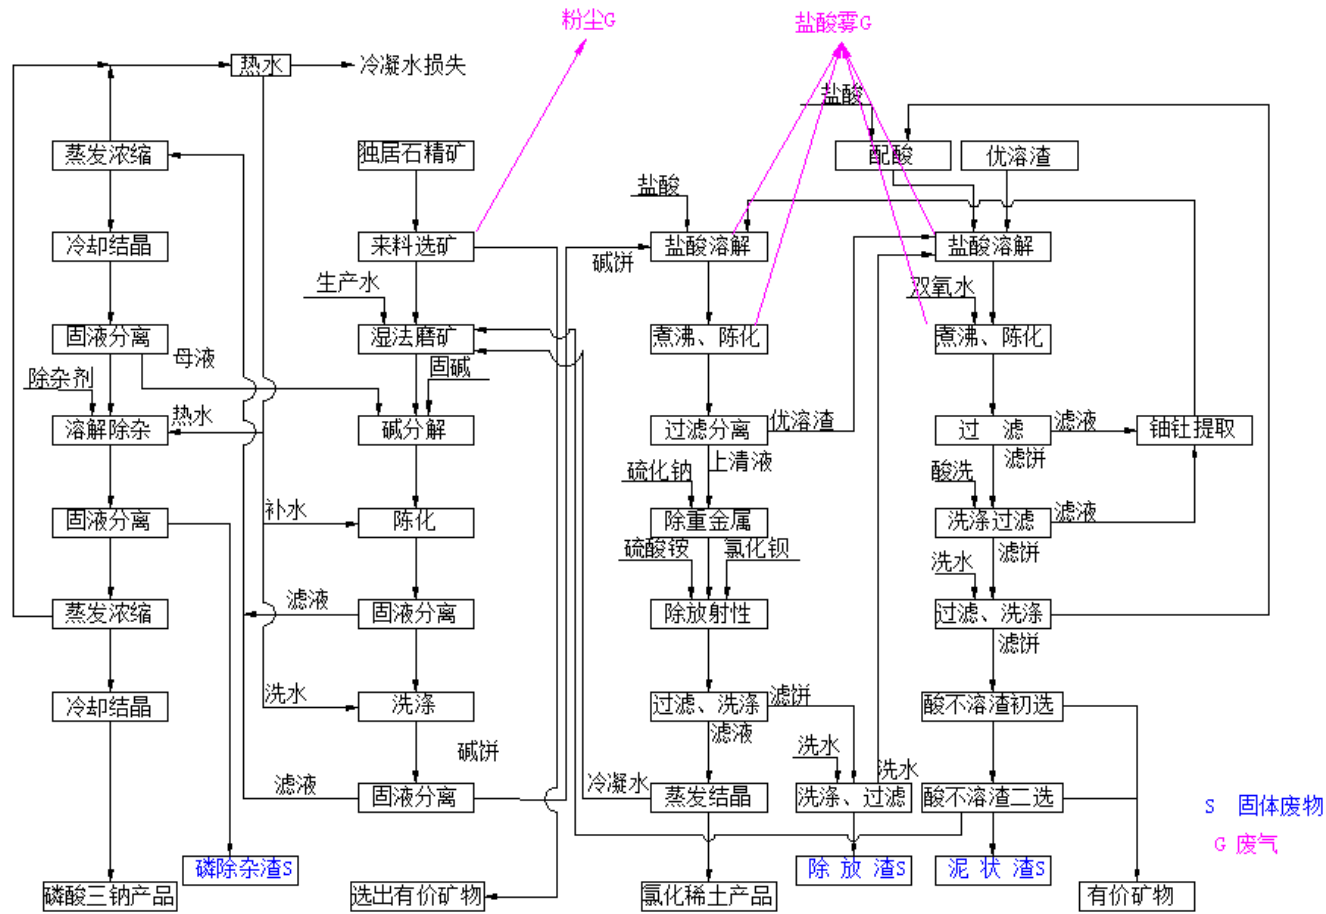 粉尘G
盐酸雾G
热水
冷凝水损失
盐酸
蒸发浓缩
独居石精矿
配酸
优溶渣
盐酸
冷却结晶
来料选矿
碱饼
盐酸溶解
盐酸溶解
生产水
双氧水
固液分离
母液
湿法磨矿
煮沸、陈化
煮沸、陈化
除杂剂
固碱
溶解除杂
热水
碱分解
过滤分离
优溶渣
过 滤
滤液
铀钍提取
上清液
滤饼
硫化钠
酸洗
固液分离
补水
陈化
除重金属
洗涤过滤
滤液
硫酸铵
氯化钡
滤饼
洗水
蒸发浓缩
滤液
固液分离
除放射性
过滤、洗涤
滤饼
冷却结晶
洗水
洗涤
过滤、洗涤
滤饼
酸不溶渣初选
碱饼
滤液
洗水
洗水
滤液
固液分离
冷凝水
蒸发结晶
洗涤、过滤
酸不溶渣二选
S 固体废物
G 废气
磷除杂渣S
除 放 渣S
泥 状 渣S
磷酸三钠产品
选出有价矿物
氯化稀土产品
有价矿物